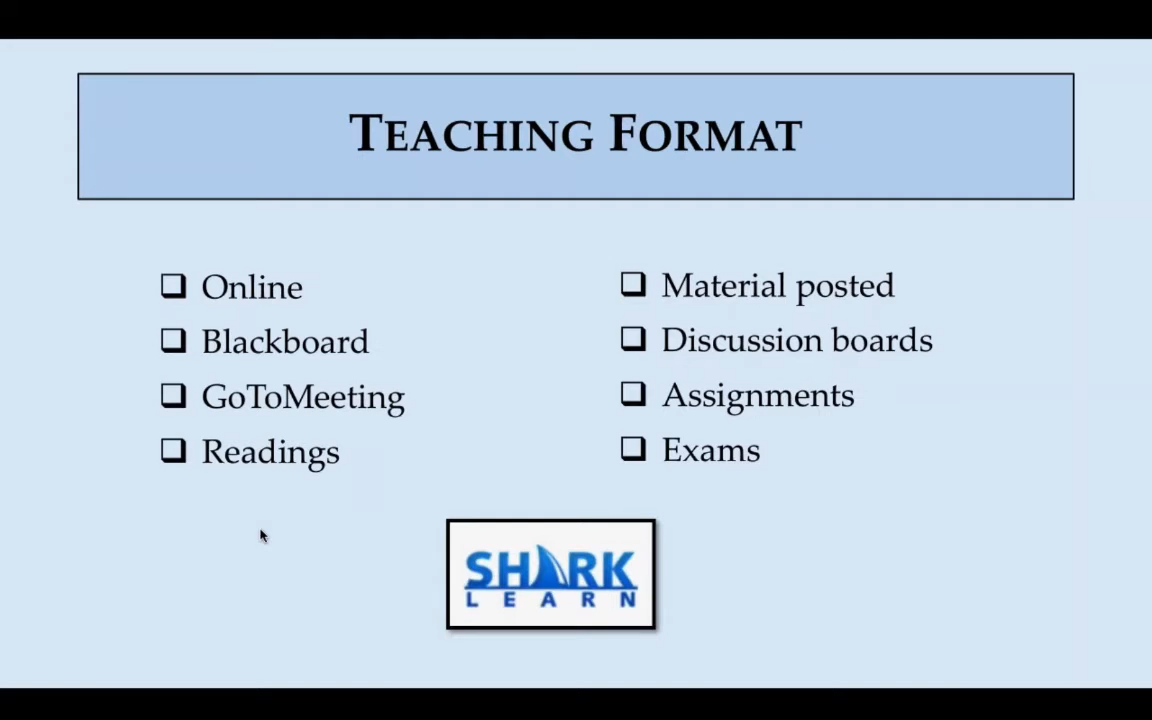 TEACHING FORMAT
Online
Blackboard
GoToMeeting
Readings
Material posted
Discussion boards
Assignments
Exams
SHARK
LEARN